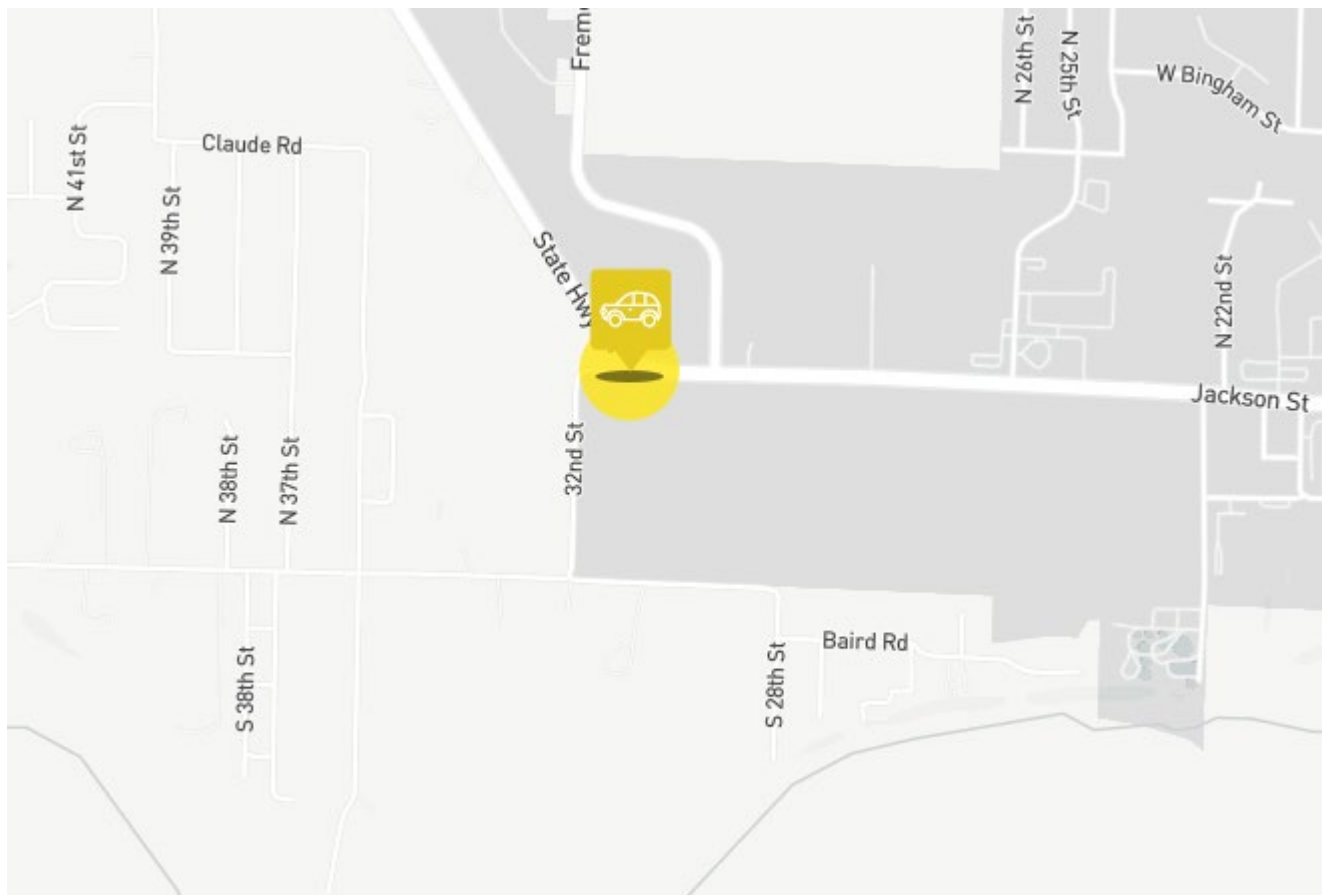 Frem
N 26th St
N 25th St
W Bingham St
N 41st St
Claude Rd
N 39th St
State Hwy
N 22nd St
Jackson St
32nd St
N 38th St
N 37th St
Baird Rd
S 38th St
S 28th St